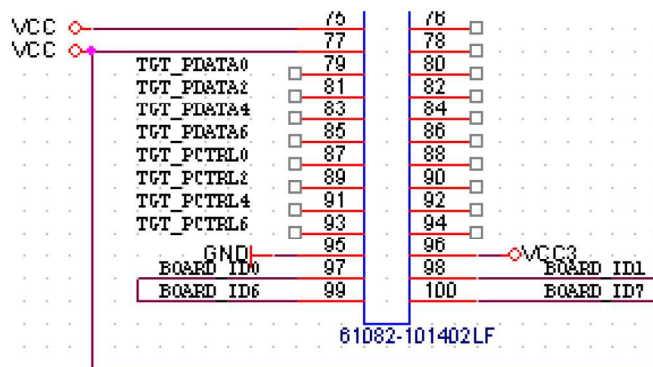 VCC 75 76
VCC 77 78
TGT_PDATA0 79 80
TGT_PDATA2 81 82
TGT_PDATA4 83 84
TGT_PDATA6 85 86
TGT_PCTRL0 87 88
TGT_PCTRL2 89 90
TGT_PCTRL4 91 92
TGT_PCTRL6 93 94
GND 95 96 VCC3
BOARD_ID0 97 98 BOARD_ID1
BOARD_ID6 99 100 BOARD_ID7
61082-101402LF